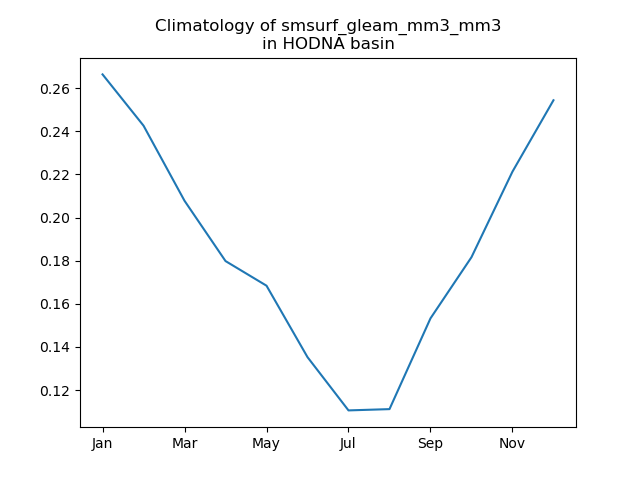 Climatology of smsurf_gleam_mm3_mm3
in HODNA basin
0.26
0.24
0.22
0.20
0.18
0.16
0.14
0.12
Jan Mar May Jul Sep Nov